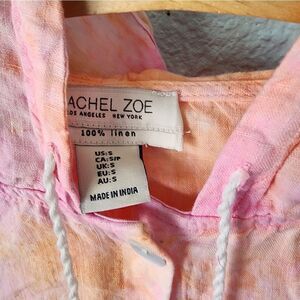 ACHEL ZOE
LOS ANGELES NEW YORK
100% linen
US:S
CA:S/P
UK:S
EU:S
AU:S
MADE IN INDIA